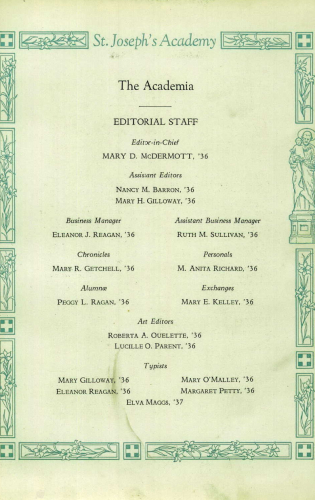 St. Joseph's Academy
The Academia
EDITORIAL STAFF
Editor-in-Chief
MARY D. McDERMOTT, '36
Assistant Editors
NANCY M. BARRON, '36
MARY H. GILLOWAY, '36
Business Manager
ELEANOR J. REAGAN, '36
Assistant Business Manager
RUTH M. SULLIVAN, '36
Chronicles
MARY R. GETCHELL, '36
Personals
M. ANITA RICHARD, '36
Alumnæ
PEGGY L. RAGAN, '36
Exchanges
MARY E. KELLEY, '36
Art Editors
ROBERTA A. OUELETTE, '36
LUCILLE O. PARENT, '36
Typists
MARY GILLOWAY, '36
MARY O'MALLEY, '36
ELEANOR REAGAN, '36
MARGARET PETTY, '36
ELVA MAGGS, '37